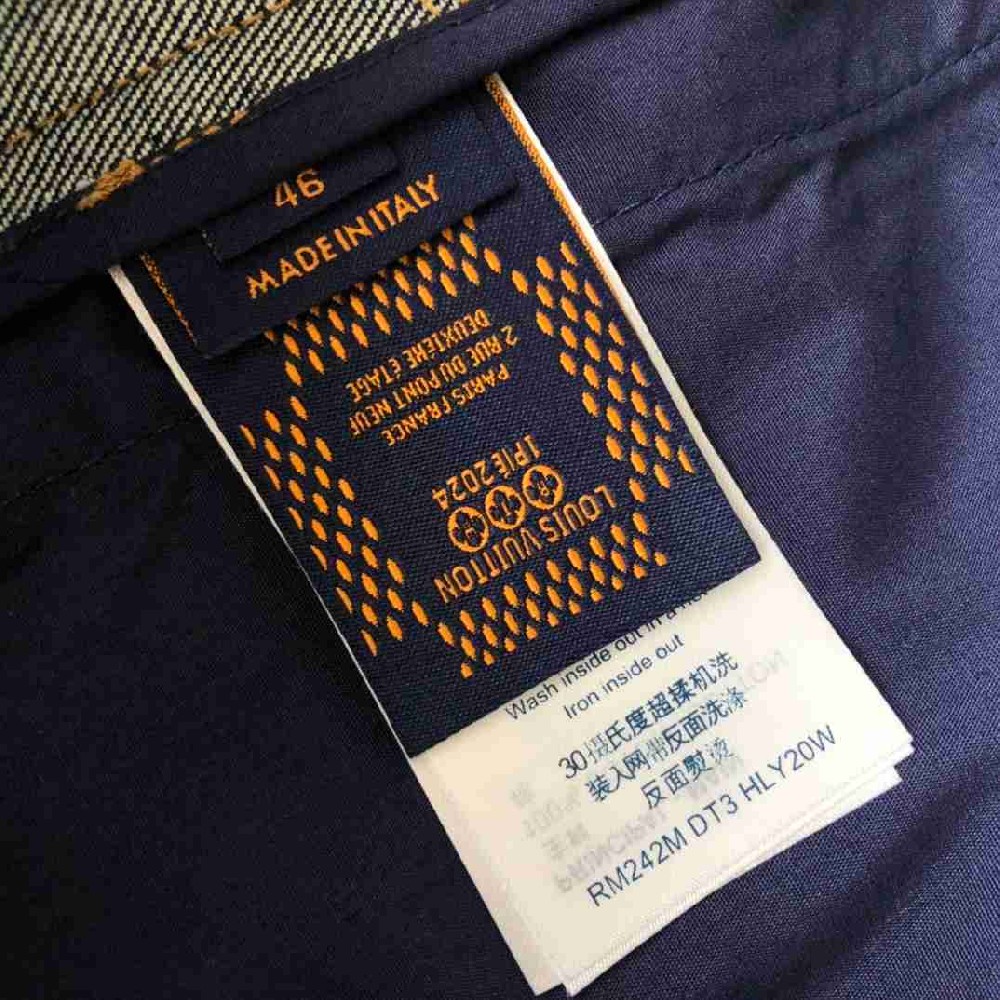 46
MADE IN ITALY
LOUIS VUITTON
1 PIE 2024
PARIS FRANCE
2 RUE DU PONT NEUF
DEUXIÈME ÉTAGE
Wash inside out in a
Iron inside out
30摄氏度超揉机洗
装入网带反面洗涤
反面熨烫
RM242M DT3 HLY20W